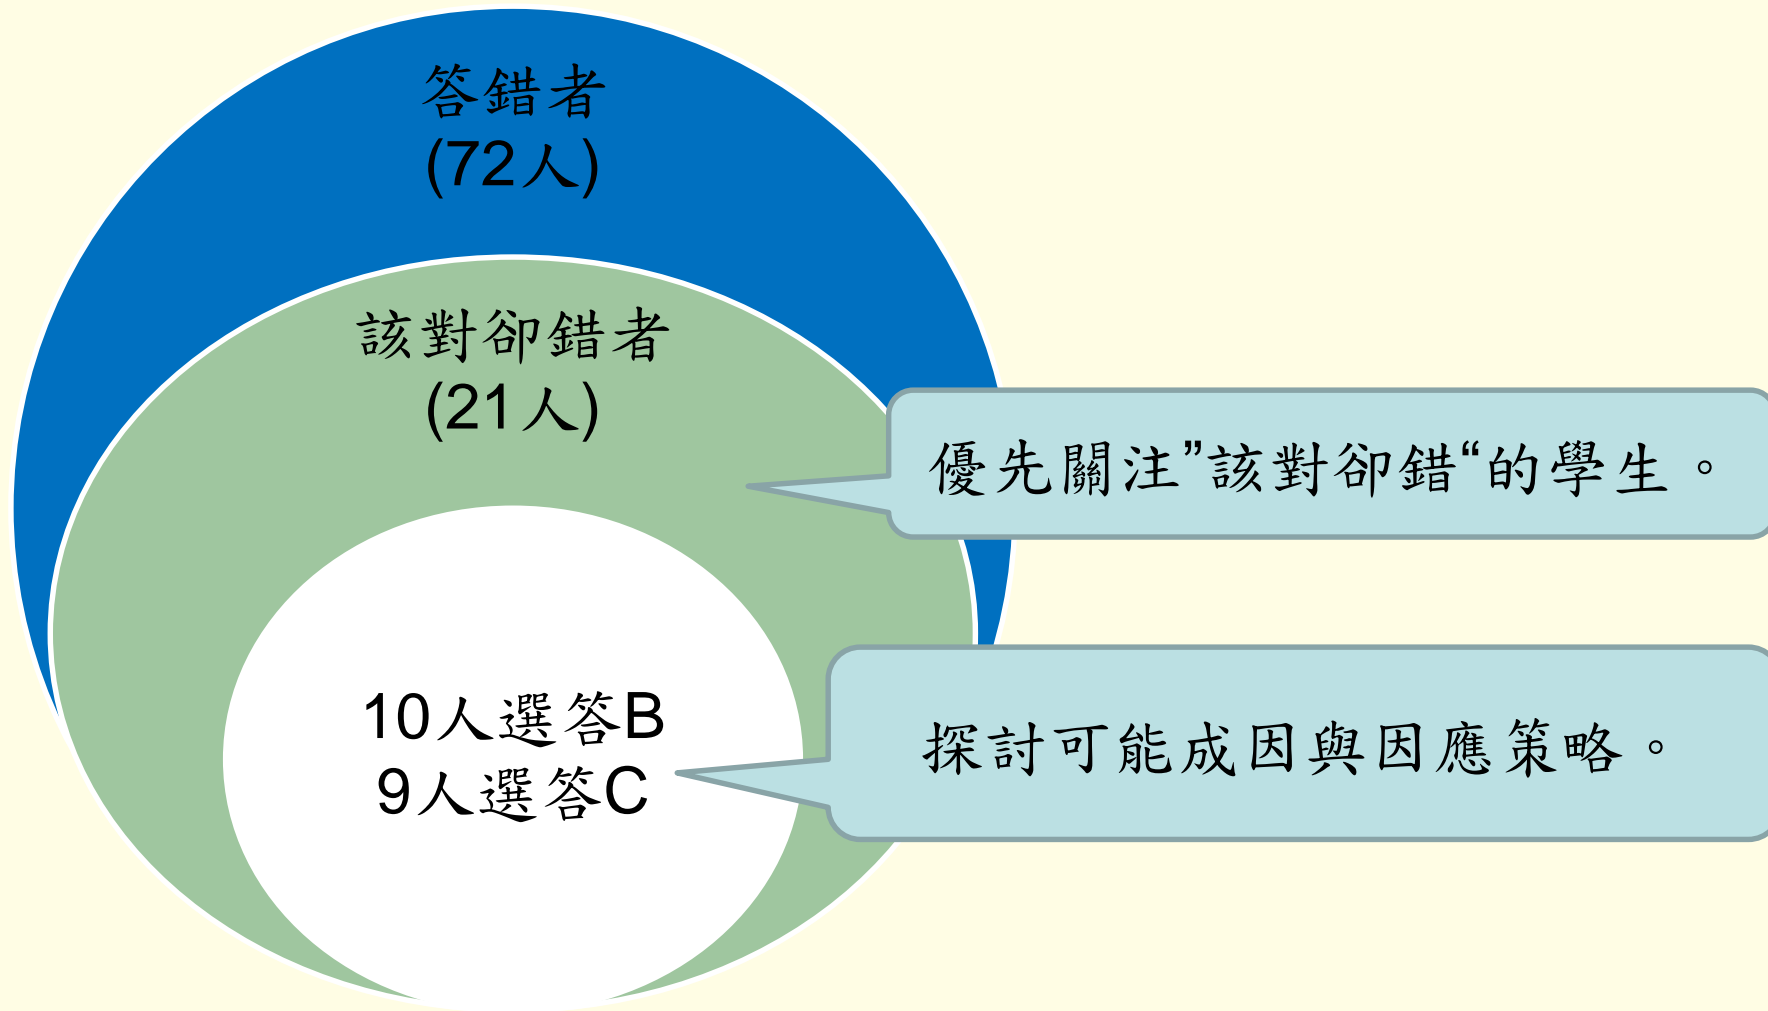 答錯者
(72人)
該對卻錯者
(21人)
優先關注”該對卻錯“的學生。
10人選答B
9人選答C
探討可能成因與因應策略。